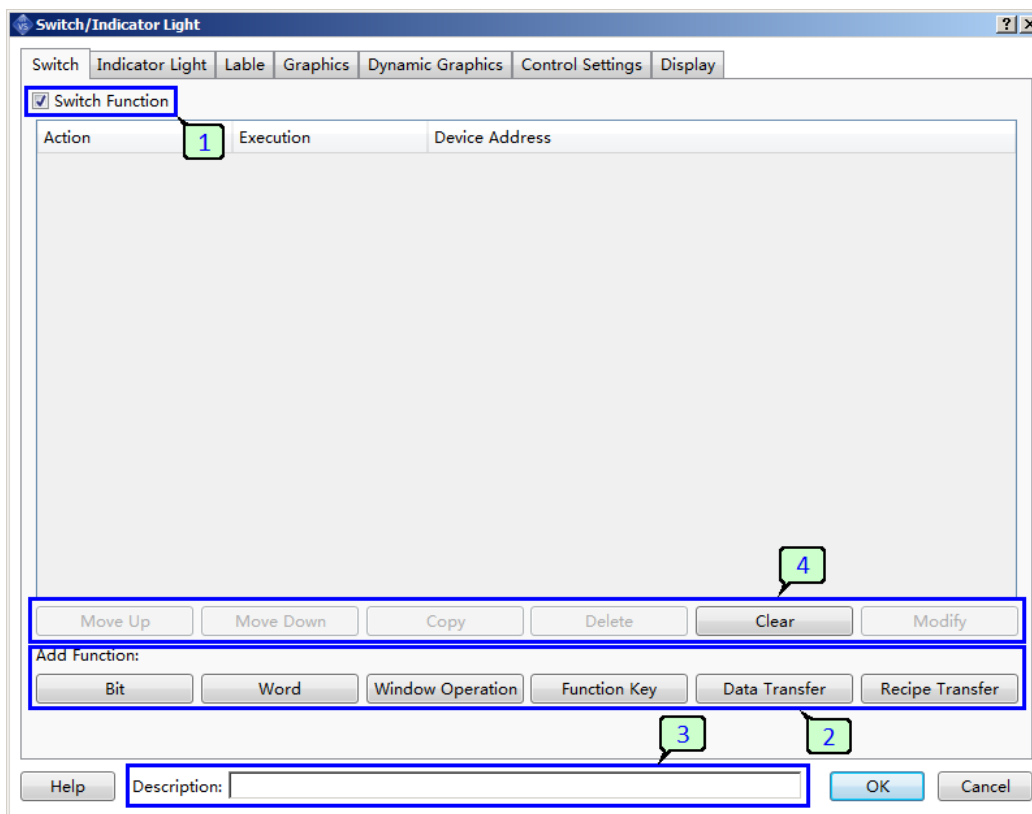 VS Switch/Indicator Light ? X
Switch Indicator Light Lable Graphics Dynamic Graphics Control Settings Display
Switch Function
1
Action Execution Device Address
4
Move Up Move Down Copy Delete Clear Modify
Add Function:
Bit Word Window Operation Function Key Data Transfer Recipe Transfer
3 2
Help Description: OK Cancel